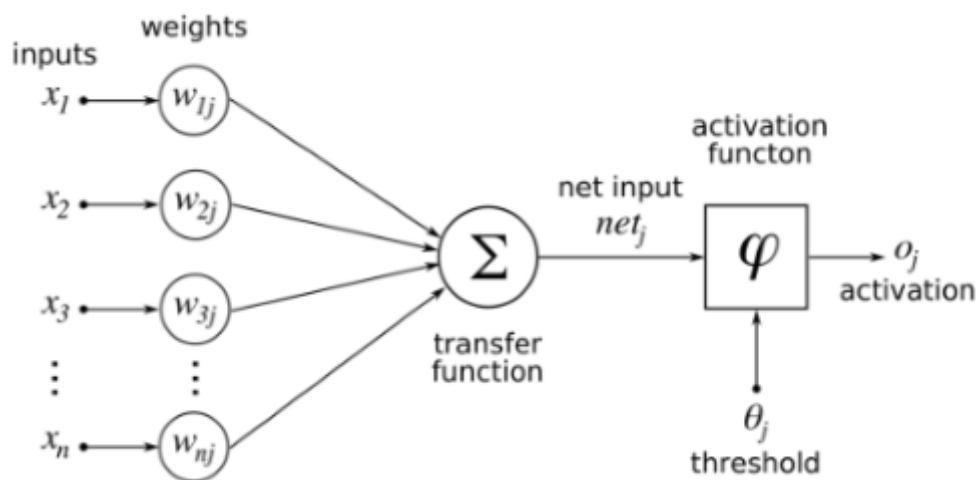 weights
inputs
x1
w1j
x2
w2j
x3
w3j
⋮
⋮
xn
wnj
Σ
transfer
function
net input
netj
activation
functon
φ
oj
activation
θj
threshold